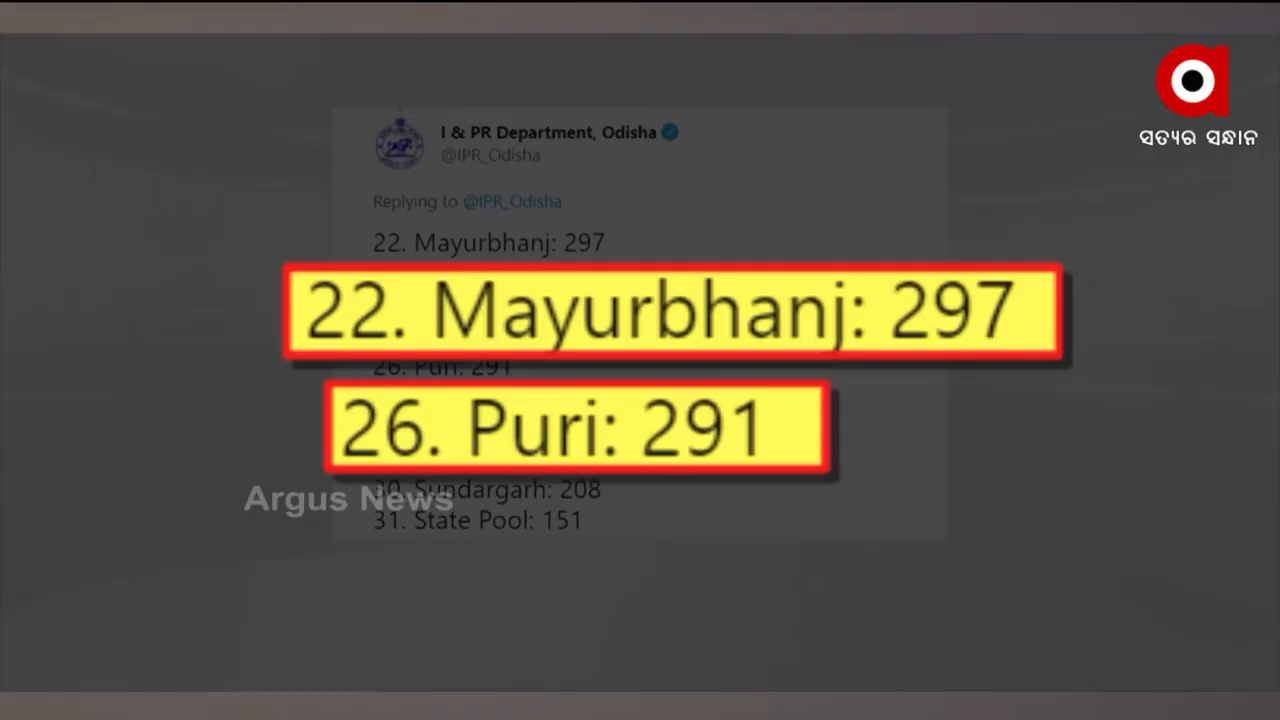 ସତ୍ୟର ସନ୍ଧାନ
I & PR Department, Odisha
@IPR_Odisha
Replying to @IPR_Odisha
22. Mayurbhanj: 297
22. Mayurbhanj: 297
26. Puri: 291
26. Puri: 291
30. Sundargarh: 208
Argus News
31. State Pool: 151